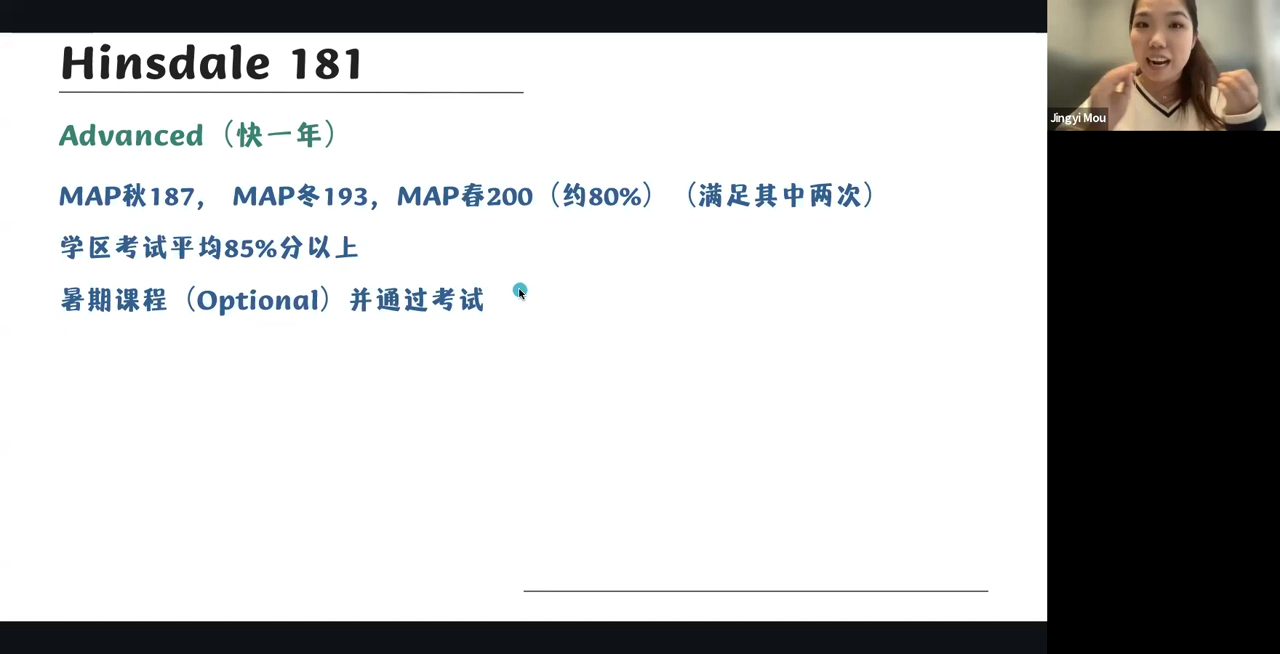 Hinsdale 181
Advanced（快一年）
MAP秋187， MAP冬193，MAP春200（约80%）（满足其中两次）
学区考试平均85%分以上
暑期课程（Optional）并通过考试
Jingyi Mou